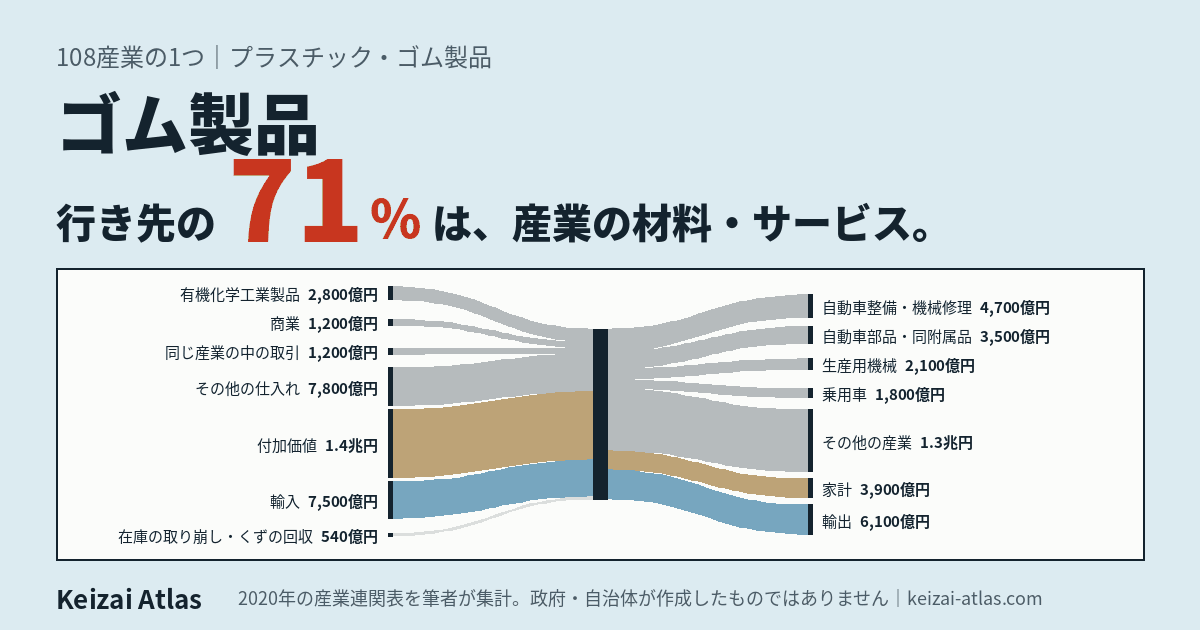 108産業の1つ｜プラスチック・ゴム製品
ゴム製品
行き先の 71% は、産業の材料・サービス。
有機化学工業製品 2,800億円
商業 1,200億円
同じ産業の中の取引 1,200億円
その他の仕入れ 7,800億円
付加価値 1.4兆円
輸入 7,500億円
在庫の取り崩し・くずの回収 540億円
自動車整備・機械修理 4,700億円
自動車部品・同附属品 3,500億円
生産用機械 2,100億円
乗用車 1,800億円
その他の産業 1.3兆円
家計 3,900億円
輸出 6,100億円
Keizai Atlas 2020年の産業連関表を筆者が集計。政府・自治体が作成したものではありません｜keizai-atlas.com